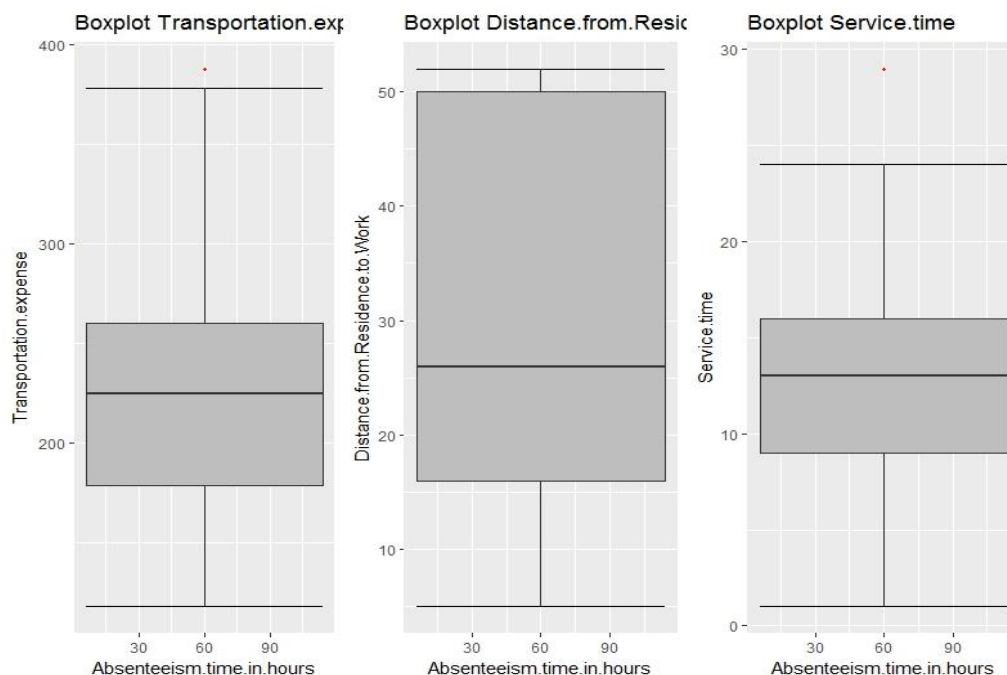 Boxplot Transportation.exp
400
300
200
Transportation.expense
30 60 90
Absenteeism.time.in.hours
Boxplot Distance.from.Resid
50
40
30
20
10
Distance.from.Residence.to.Work
30 60 90
Absenteeism.time.in.hours
Boxplot Service.time
30
20
10
0
Service.time
30 60 90
Absenteeism.time.in.hours